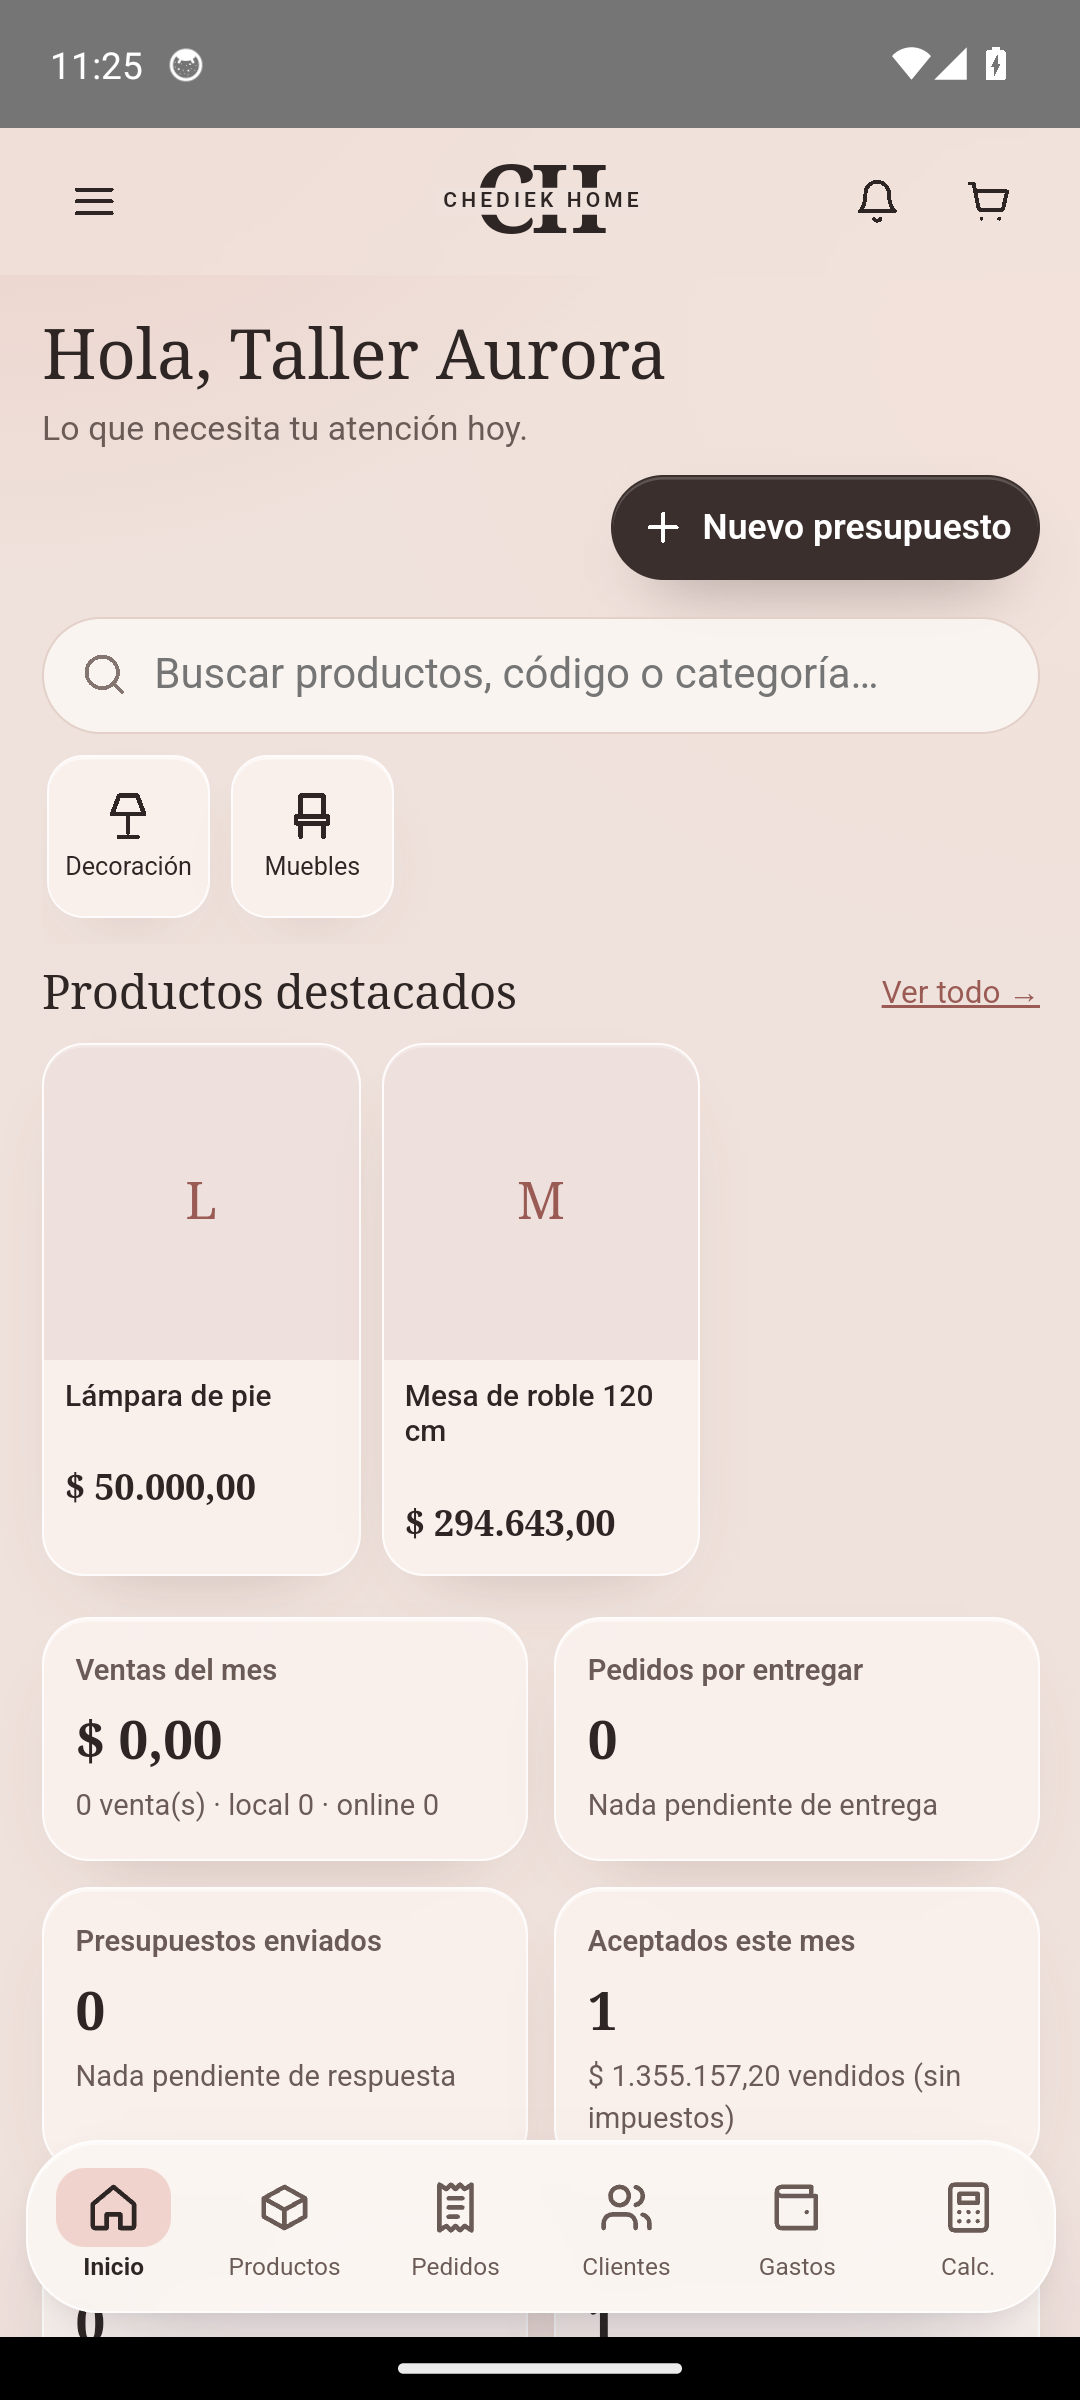 11:25
CH
CHEDIEK HOME
Hola, Taller Aurora
Lo que necesita tu atención hoy.
Nuevo presupuesto
Buscar productos, código o categoría…
Decoración
Muebles
Productos destacados
Ver todo →
L
M
Lámpara de pie
$ 50.000,00
Mesa de roble 120
cm
$ 294.643,00
Ventas del mes
$ 0,00
0 venta(s) · local 0 · online 0
Pedidos por entregar
0
Nada pendiente de entrega
Presupuestos enviados
0
Nada pendiente de respuesta
Aceptados este mes
1
$ 1.355.157,20 vendidos (sin
impuestos)
Inicio
Productos
Pedidos
Clientes
Gastos
Calc.